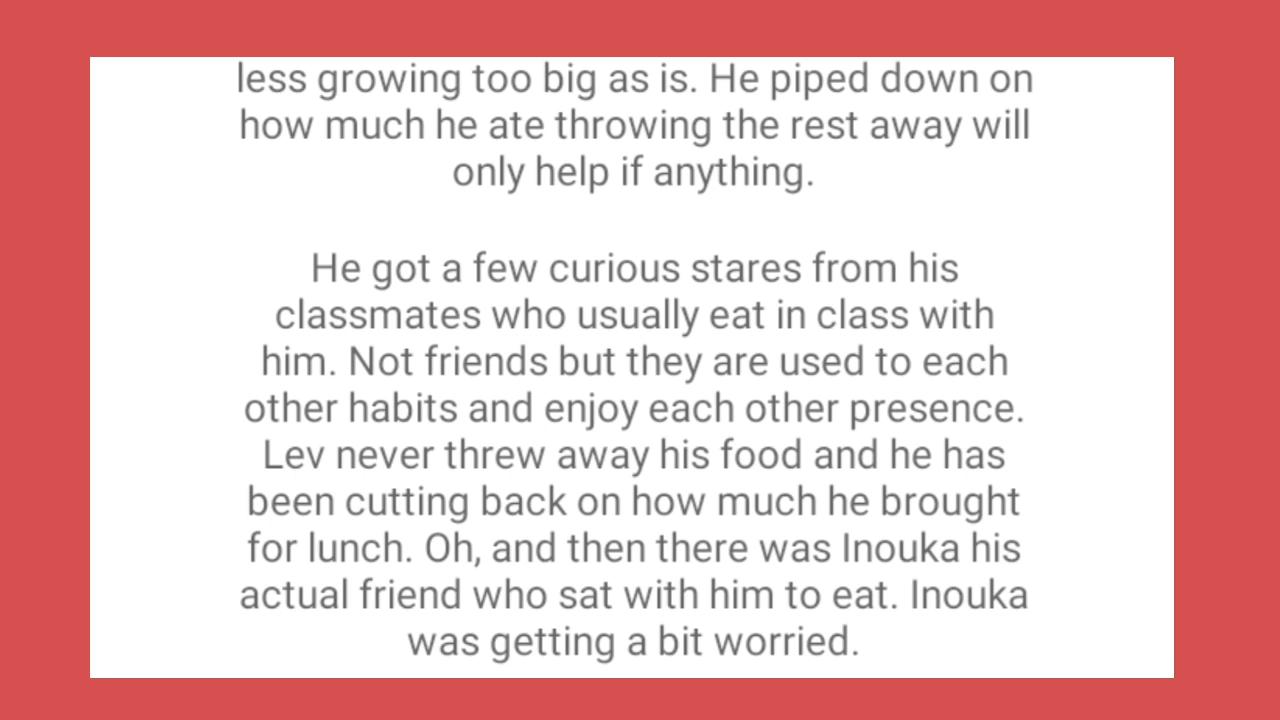 less growing too big as is. He piped down on
how much he ate throwing the rest away will
only help if anything.
He got a few curious stares from his
classmates who usually eat in class with
him. Not friends but they are used to each
other habits and enjoy each other presence.
Lev never threw away his food and he has
been cutting back on how much he brought
for lunch. Oh, and then there was Inouka his
actual friend who sat with him to eat. Inouka
was getting a bit worried.